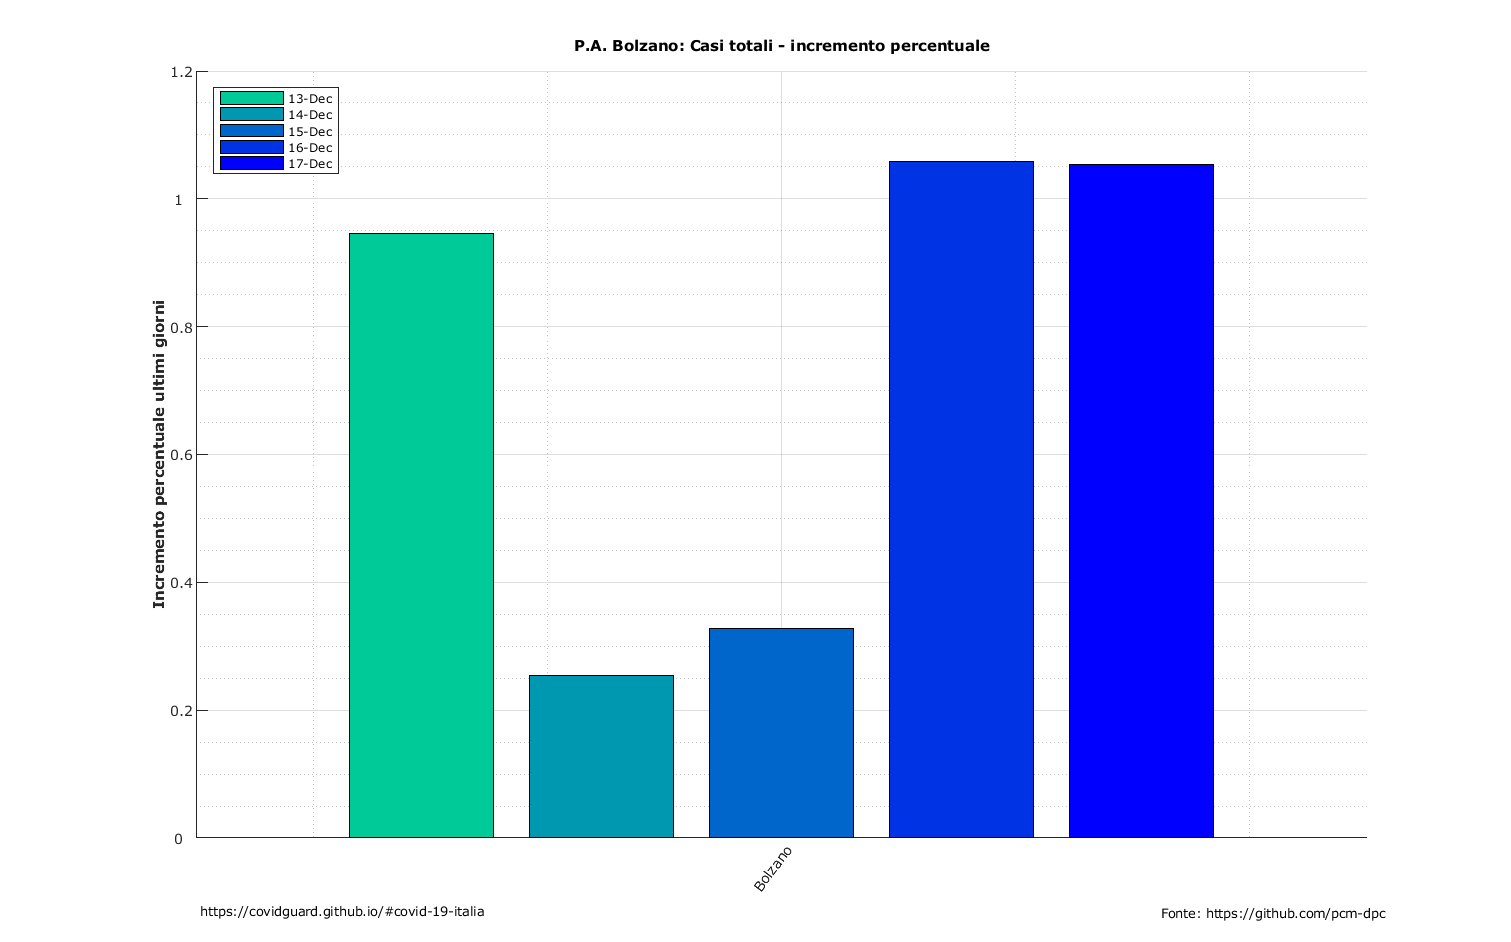 P.A. Bolzano: Casi totali - incremento percentuale
1.2
1
0.8
0.6
0.4
0.2
0
Incremento percentuale ultimi giorni
13-Dec
14-Dec
15-Dec
16-Dec
17-Dec
Bolzano
https://covidguard.github.io/#covid-19-italia
Fonte: https://github.com/pcm-dpc